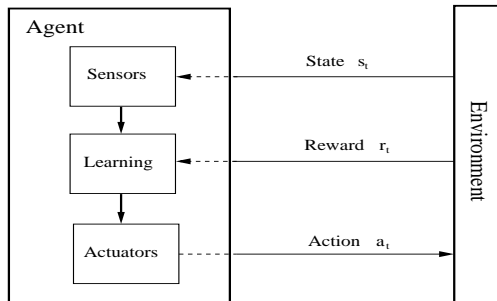 Agent
Sensors
State s_t
Learning
Reward r_t
Actuators
Action a_t
Environment